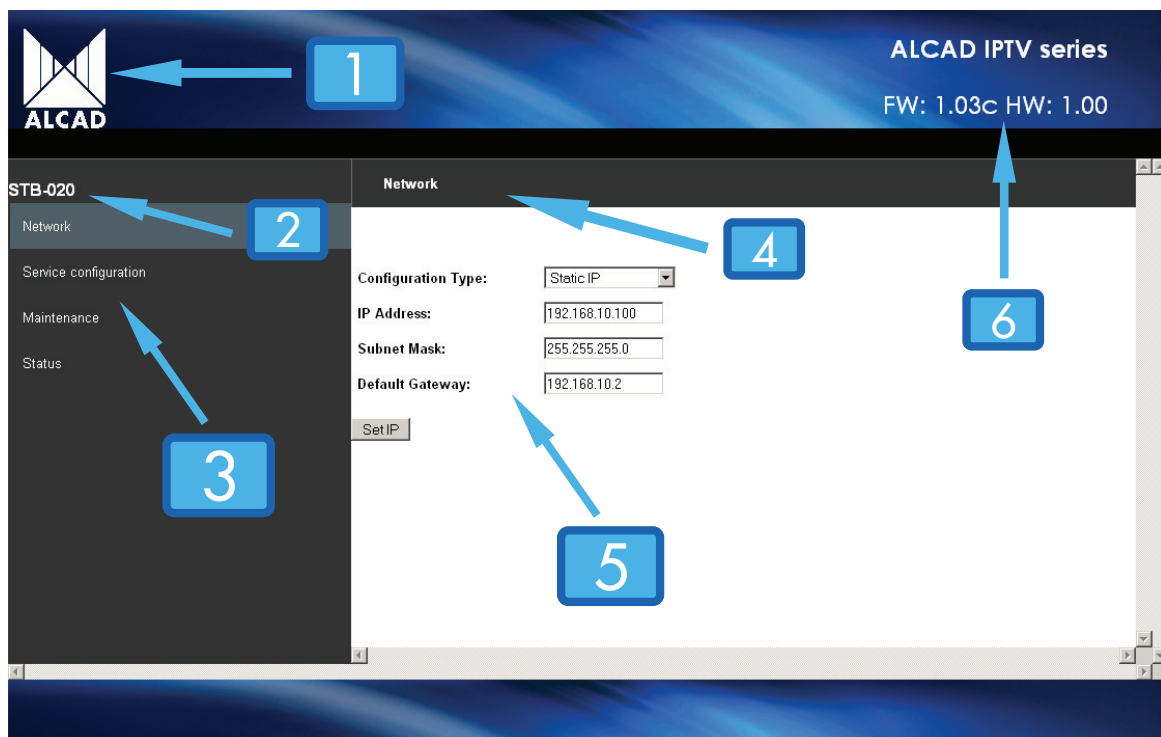 ALCAD
1
ALCAD IPTV series
FW: 1.03c HW: 1.00
STB-020
2
Network
Service configuration
Maintenance
Status
3
Network
4
Configuration Type: Static IP
IP Address: 192.168.10.100
Subnet Mask: 255.255.255.0
Default Gateway: 192.168.10.2
Set IP
5
6